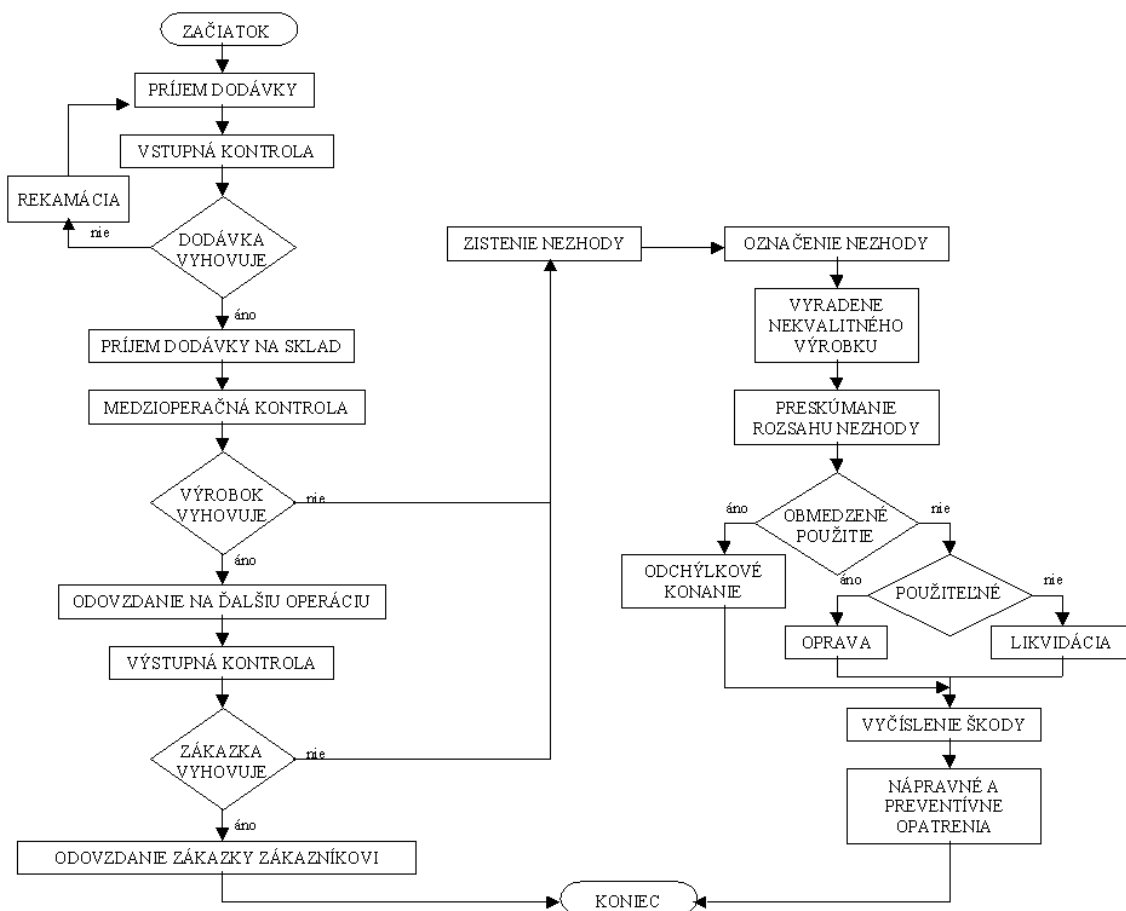 ZAČIATOK
PRÍJEM DODÁVKY
VSTUPNÁ KONTROLA
REKAMÁCIA
nie
DODÁVKA
VYHOVUJE
áno
PRÍJEM DODÁVKY NA SKLAD
MEDZIOPERAČNÁ KONTROLA
VÝROBOK
VYHOVUJE
nie
áno
ODOVZDANIE NA ĎALŠIU OPERÁCIU
VÝSTUPNÁ KONTROLA
ZÁKAZKA
VYHOVUJE
nie
áno
ODOVZDANIE ZÁKAZKY ZÁKAZNÍKOVI
ZISTENIE NEZHODY
OZNAČENIE NEZHODY
VYRADENE
NEKVALITNÉHO
VÝROBKU
PRESKÚMANIE
ROZSAHU NEZHODY
áno
OBMEDZENÉ
POUŽITIE
nie
ODCHÝLKOVÉ
KONANIE
áno
POUŽITEĽNÉ
nie
OPRAVA
LIKVIDÁCIA
VYČÍSLENIE ŠKODY
NÁPRAVNÉ A
PREVENTÍVNE
OPATRENIA
KONIEC